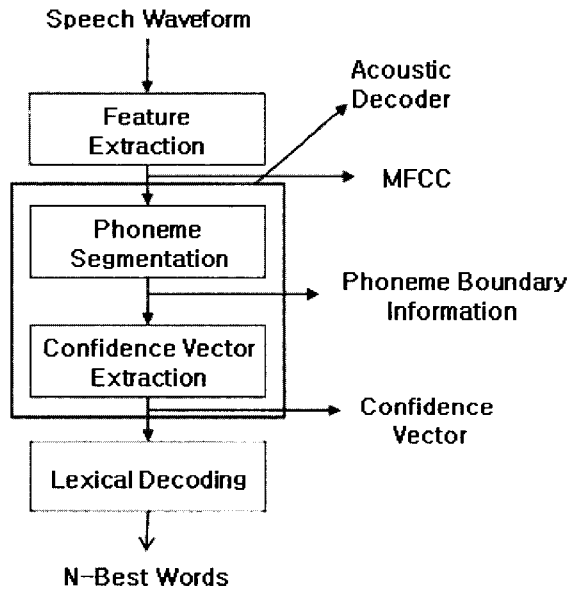 Speech Waveform
Acoustic
Decoder
Feature
Extraction
MFCC
Phoneme
Segmentation
Phoneme Boundary
Information
Confidence Vector
Extraction
Confidence
Vector
Lexical Decoding
N-Best Words